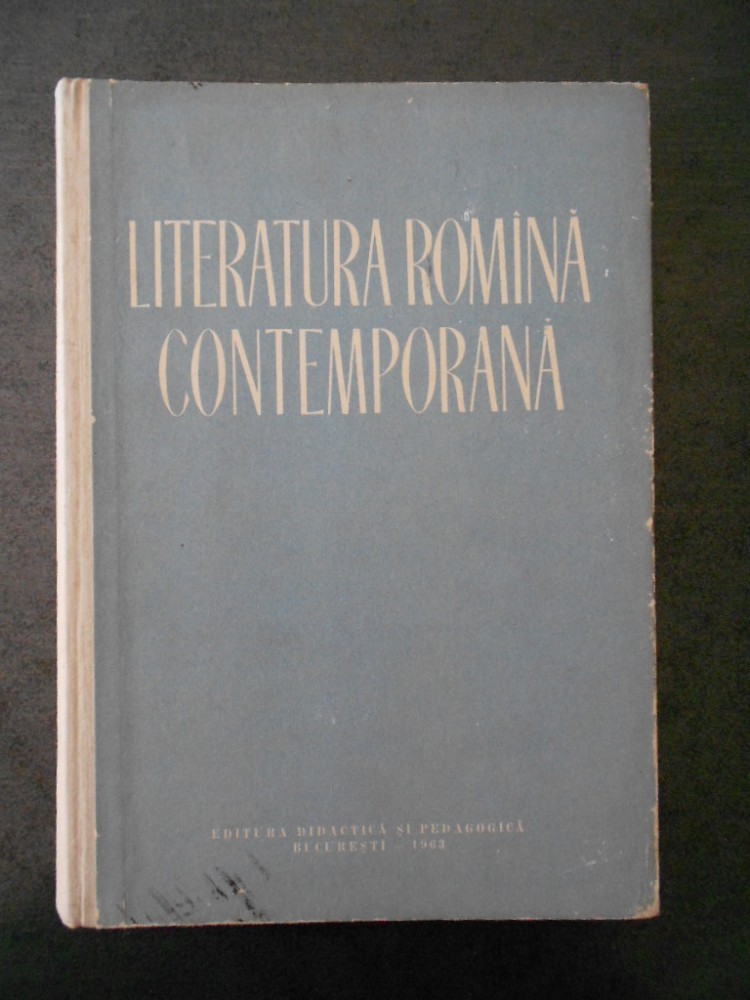 LITERATURA ROMÎNĂ
CONTEMPORANĂ
EDITURA DIDACTICĂ ȘI PEDAGOGICĂ
BUCUREȘTI - 1963